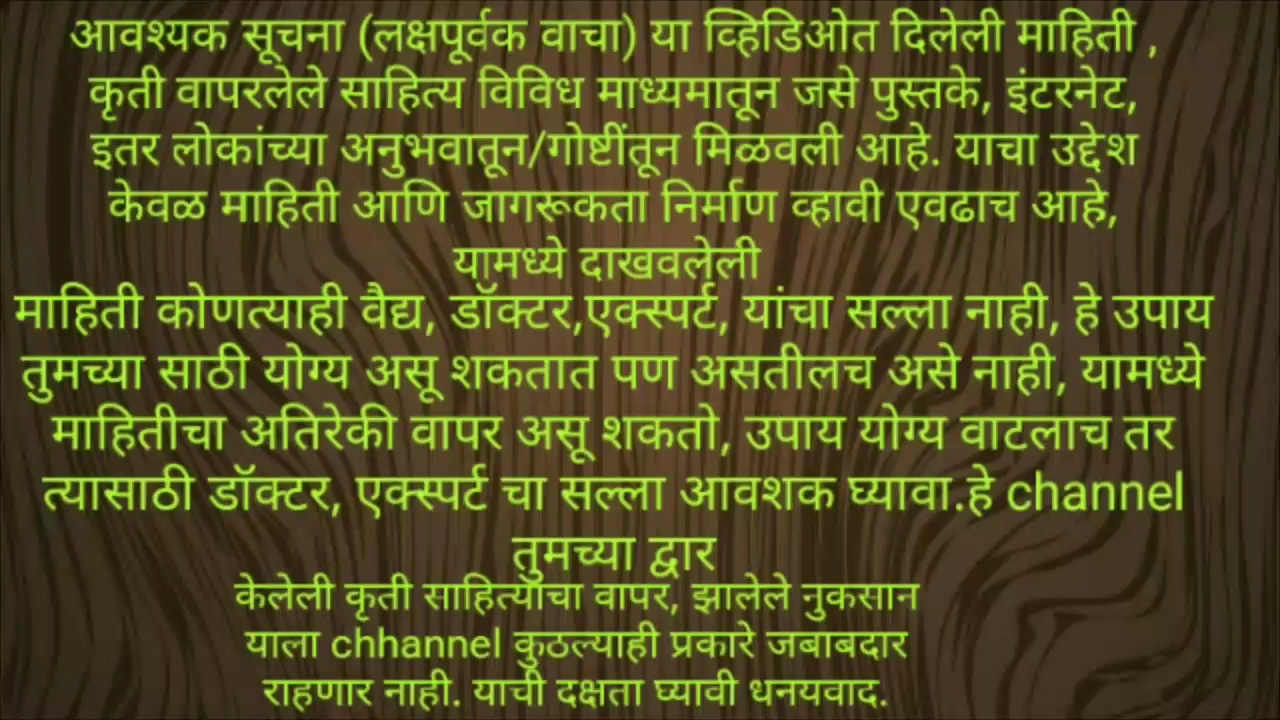 आवश्यक सूचना (लक्षपूर्वक वाचा) या व्हिडिओत दिलेली माहिती ,
कृती वापरलेले साहित्य विविध माध्यमातून जसे पुस्तके, इंटरनेट,
इतर लोकांच्या अनुभवातून/गोष्टींतून मिळवली आहे. याचा उद्देश
केवळ माहिती आणि जागरूकता निर्माण व्हावी एवढाच आहे,
यामध्ये दाखवलेली
माहिती कोणत्याही वैद्य, डॉक्टर,एक्स्पर्ट, यांचा सल्ला नाही, हे उपाय
तुमच्या साठी योग्य असू शकतात पण असतीलच असे नाही, यामध्ये
माहितीचा अतिरेकी वापर असू शकतो, उपाय योग्य वाटलाच तर
त्यासाठी डॉक्टर, एक्स्पर्ट चा सल्ला आवशक घ्यावा.हे channel
तुमच्या द्वार
केलेली कृती साहित्याचा वापर, झालेले नुकसान
याला chhannel कुठल्याही प्रकारे जबाबदार
राहणार नाही. याची दक्षता घ्यावी धनयवाद.